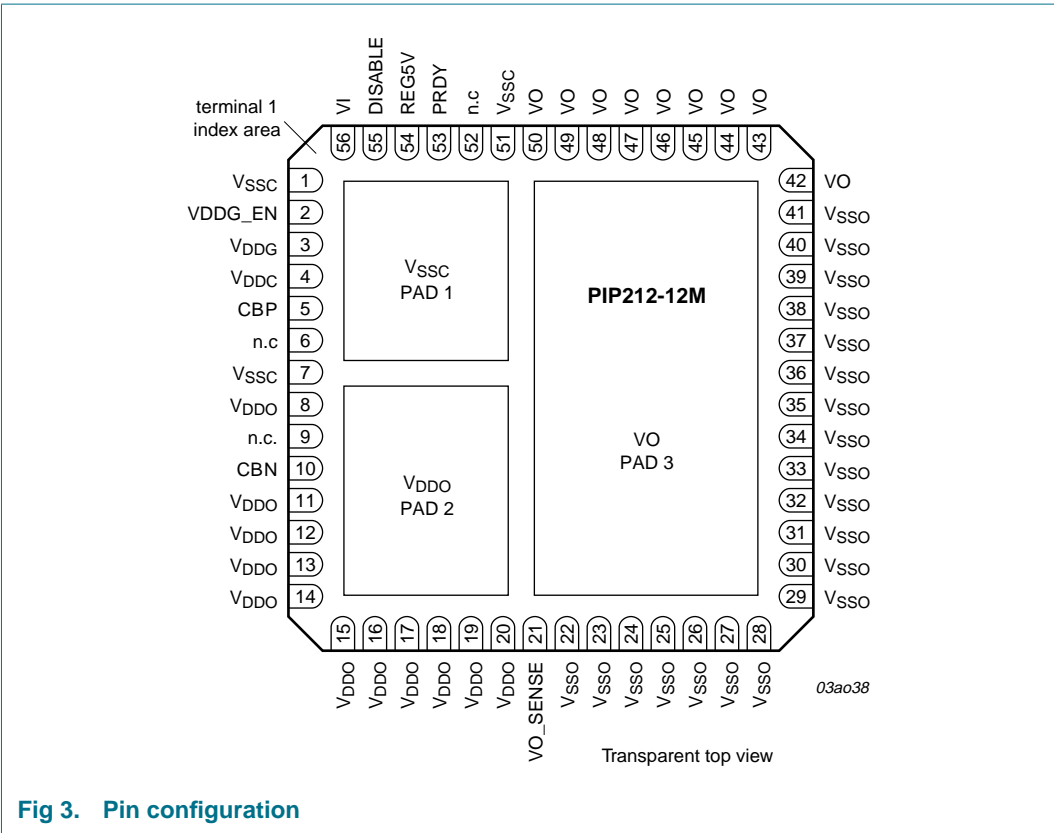 VI
DISABLE
REG5V
PRDY
n.c
VSSC
VO
VO
VO
VO
VO
VO
VO
VO
terminal 1
index area
56 55 54 53 52 51 50 49 48 47 46 45 44 43
VSSC 1
VDDG_EN 2
VDDG 3
VDDC 4
CBP 5
n.c 6
VSSC 7
VDDO 8
n.c. 9
CBN 10
VDDO 11
VDDO 12
VDDO 13
VDDO 14
VSSC
PAD 1
VDDO
PAD 2
PIP212-12M
VO
PAD 3
42 VO
41 VSSO
40 VSSO
39 VSSO
38 VSSO
37 VSSO
36 VSSO
35 VSSO
34 VSSO
33 VSSO
32 VSSO
31 VSSO
30 VSSO
29 VSSO
15 16 17 18 19 20 21 22 23 24 25 26 27 28
VDDO
VDDO
VDDO
VDDO
VDDO
VDDO
VO_SENSE
VSSO
VSSO
VSSO
VSSO
VSSO
VSSO
VSSO
03ao38
Transparent top view
Fig 3. Pin configuration